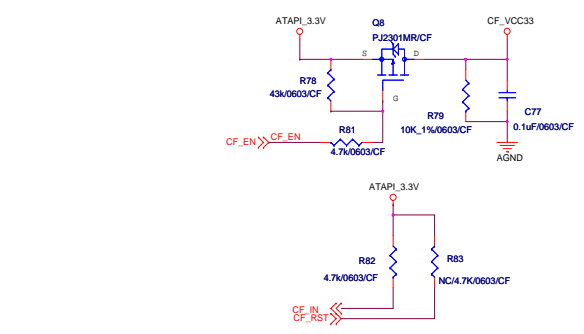 ATAPI_3.3V
Q8
CF_VCC33
PJ2301MR/CF
S
D
R78
43k/0603/CF
G
R79
10K_1%/0603/CF
C77
0.1uF/0603/CF
CF_EN
CF_EN
R81
4.7k/0603/CF
AGND
ATAPI_3.3V
R82
R83
4.7k/0603/CF
NC/4.7K/0603/CF
CF_IN
CF_RST